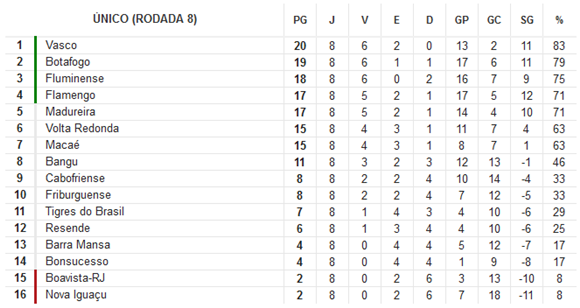 ÚNICO (RODADA 8) PG J V E D GP GC SG %
1 Vasco 20 8 6 2 0 13 2 11 83
2 Botafogo 19 8 6 1 1 17 6 11 79
3 Fluminense 18 8 6 0 2 16 7 9 75
4 Flamengo 17 8 5 2 1 17 5 12 71
5 Madureira 17 8 5 2 1 14 4 10 71
6 Volta Redonda 15 8 4 3 1 11 7 4 63
7 Macaé 15 8 4 3 1 8 7 1 63
8 Bangu 11 8 3 2 3 12 13 -1 46
9 Cabofriense 8 8 2 2 4 10 14 -4 33
10 Friburguense 8 8 2 2 4 7 12 -5 33
11 Tigres do Brasil 7 8 1 4 3 4 10 -6 29
12 Resende 6 8 1 3 4 4 10 -6 25
13 Barra Mansa 4 8 0 4 4 5 12 -7 17
14 Bonsucesso 4 8 0 4 4 1 9 -8 17
15 Boavista-RJ 2 8 0 2 6 3 13 -10 8
16 Nova Iguaçu 2 8 0 2 6 7 18 -11 8